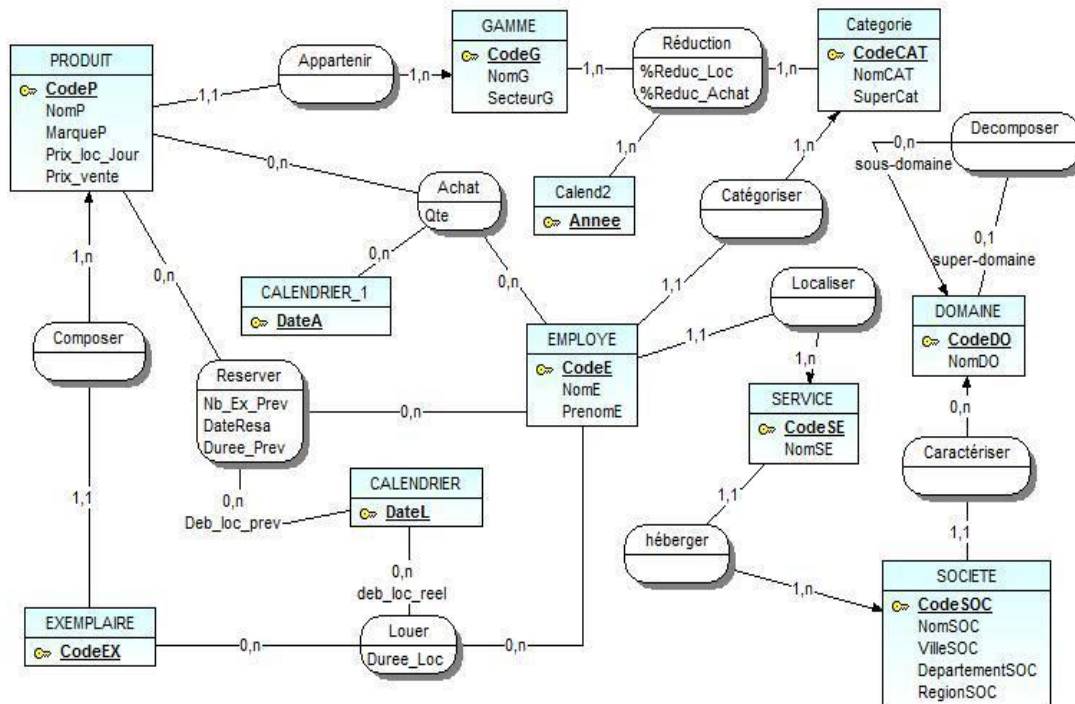 GAMME
CodeG
NomG
SecteurG
Réduction
%Reduc_Loc
%Reduc_Achat
Categorie
CodeCAT
NomCAT
SuperCat
PRODUIT
CodeP
NomP
MarqueP
Prix_loc_Jour
Prix_vente
Appartenir
1,1
1,n
1,n
1,n
1,n
Calend2
Annee
Decomposer
0,n
sous-domaine
0,1
super-domaine
0,n
Achat
Qte
0,n
0,n
CALENDRIER_1
DateA
Catégoriser
1,n
1,1
Localiser
1,1
1,n
DOMAINE
CodeDO
NomDO
EMPLOYE
CodeE
NomE
PrenomE
SERVICE
CodeSE
NomSE
1,n
Composer
1,1
0,n
Reserver
Nb_Ex_Prev
DateResa
Duree_Prev
0,n
0,n
Deb_loc_prev
CALENDRIER
DateL
0,n
deb_loc_reel
0,n
Caractériser
1,1
1,1
héberger
1,n
SOCIETE
CodeSOC
NomSOC
VilleSOC
DepartementSOC
RegionSOC
EXEMPLAIRE
CodeEX
0,n
Louer
Duree_Loc
0,n